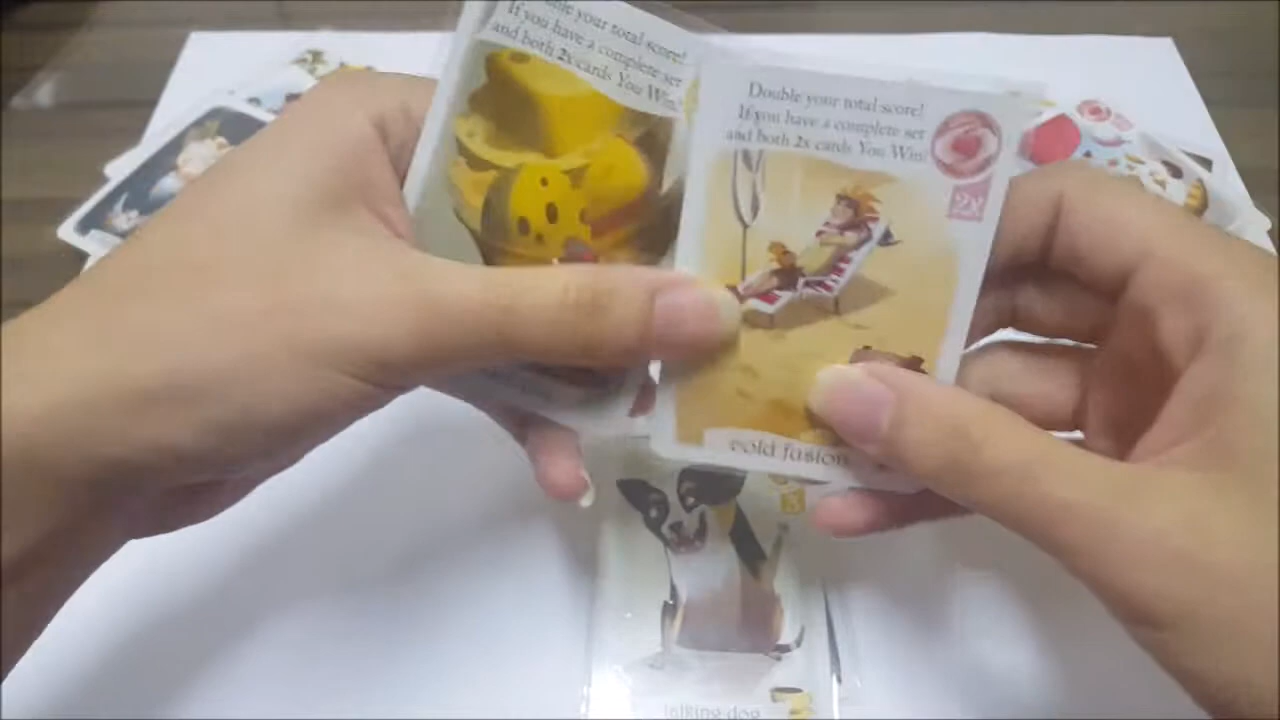 your total score!
If you have a complete set
and both 2x cards You Win!
Double your total score!
If you have a complete set
and both 2x cards You Win!
2x
cold fusion
3
talking dog